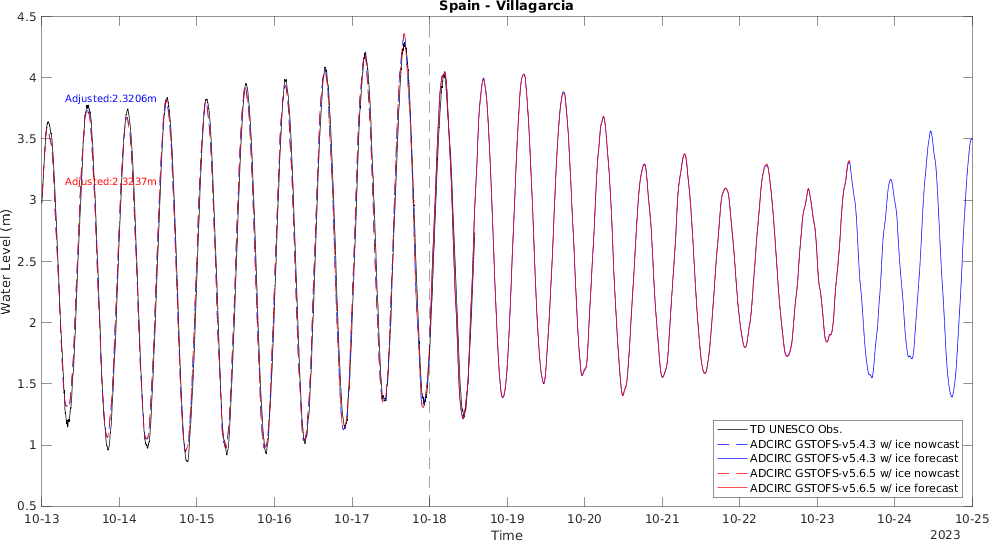 Spain - Villagarcia
4.5
4
3.5
3
2.5
2
1.5
1
0.5
Water Level (m)
Adjusted:2.3206m
Adjusted:2.3237m
TD UNESCO Obs.
ADCIRC GSTOFS-v5.4.3 w/ ice nowcast
ADCIRC GSTOFS-v5.4.3 w/ ice forecast
ADCIRC GSTOFS-v5.6.5 w/ ice nowcast
ADCIRC GSTOFS-v5.6.5 w/ ice forecast
10-13 10-14 10-15 10-16 10-17 10-18 10-19 10-20 10-21 10-22 10-23 10-24 10-25
Time
2023